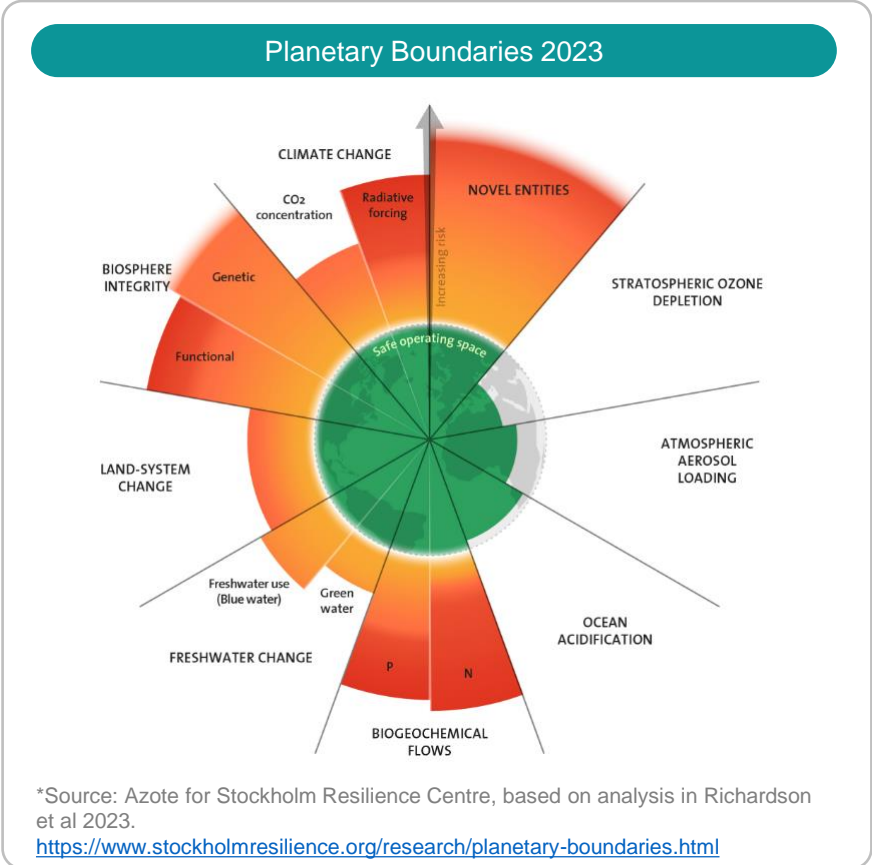 Planetary Boundaries 2023
CLIMATE CHANGE
CO2
concentration
Radiative
forcing
NOVEL ENTITIES
Increasing risk
BIOSPHERE
INTEGRITY
Genetic
Functional
STRATOSPHERIC OZONE
DEPLETION
Safe operating space
ATMOSPHERIC
AEROSOL
LOADING
LAND-SYSTEM
CHANGE
Freshwater use
(Blue water)
Green
water
FRESHWATER CHANGE
OCEAN
ACIDIFICATION
P
N
BIOGEOCHEMICAL
FLOWS
*Source: Azote for Stockholm Resilience Centre, based on analysis in Richardson
et al 2023.
https://www.stockholmresilience.org/research/planetary-boundaries.html